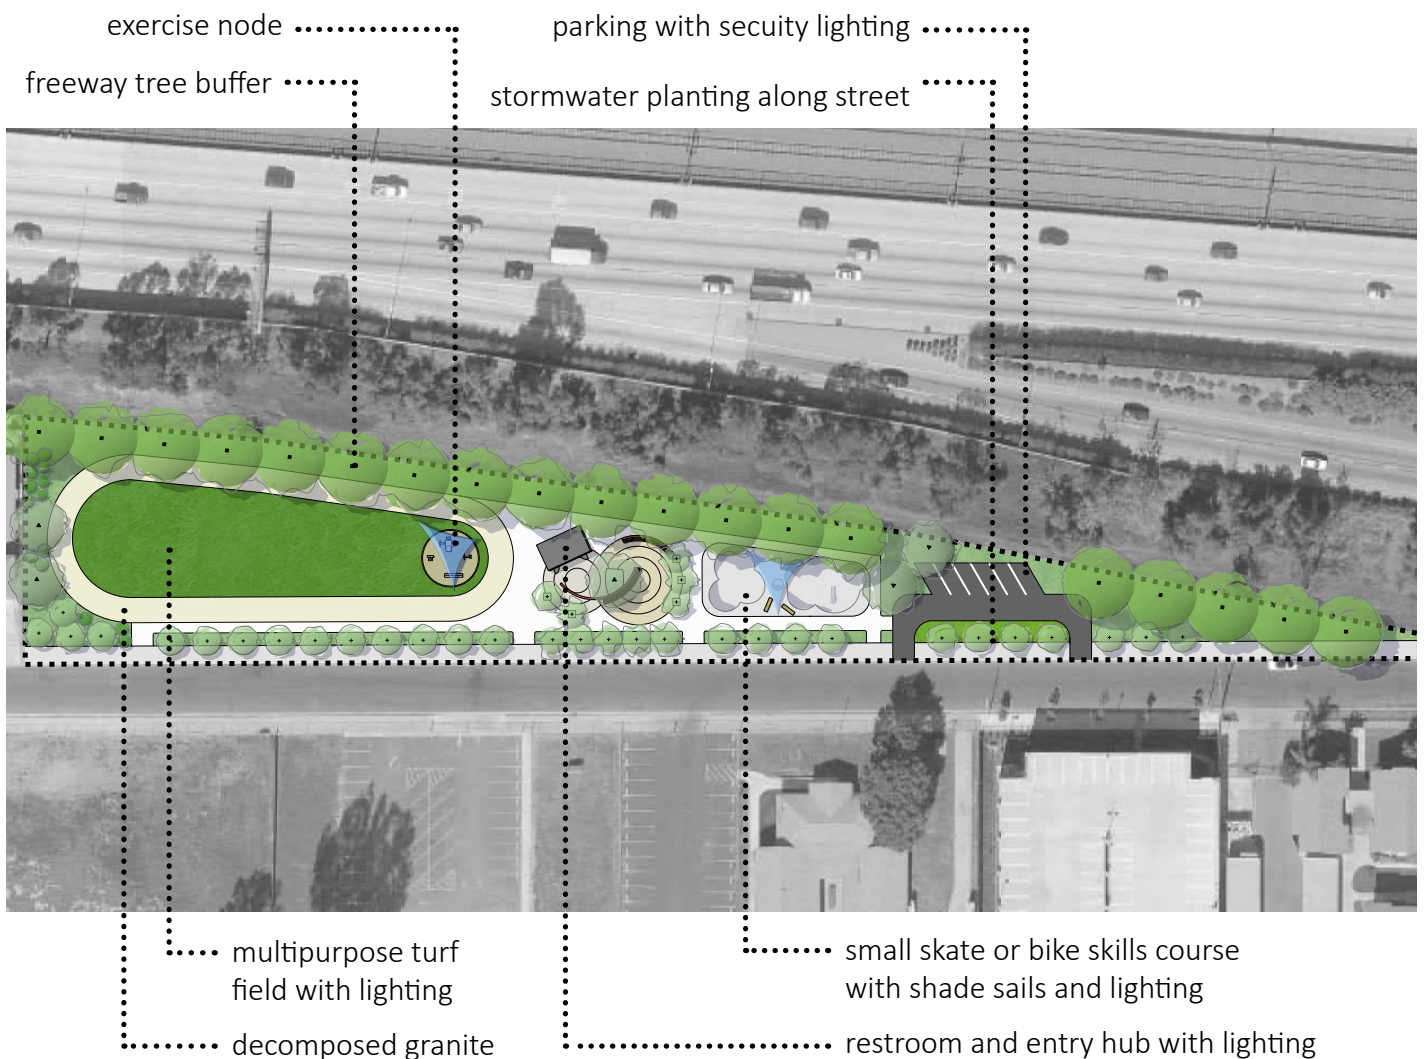 exercise node
parking with secuity lighting
freeway tree buffer
stormwater planting along street
multipurpose turf
field with lighting
small skate or bike skills course
with shade sails and lighting
decomposed granite
restroom and entry hub with lighting